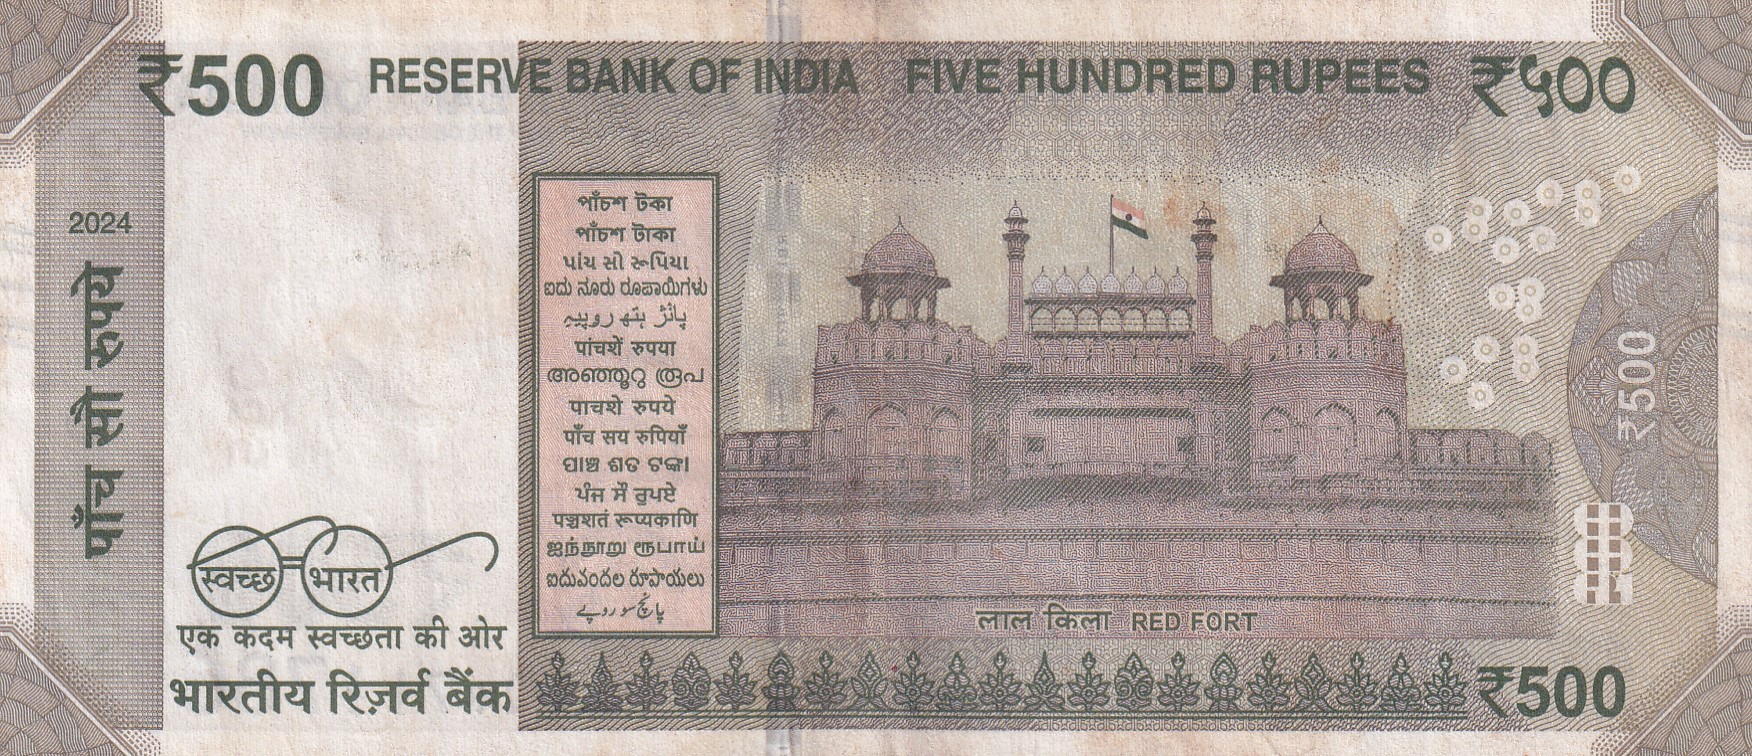 ₹500 RESERVE BANK OF INDIA FIVE HUNDRED RUPEES ₹५००
2024
पाँच सौ रुपये
পাঁচশ টকা
পাঁচশ টাকা
પાંચ સો રૂપિયા
ಐದು ನೂರು ರೂಪಾಯಿಗಳು
پانٛژ ہَتھ روپیہِ
पांचशें रुपया
അഞ്ഞൂറു രൂപ
पाचशे रुपये
पाँच सय रुपियाँ
ପାଞ୍ଚ ଶତ ଟଙ୍କା
ਪੰਜ ਸੌ ਰੁਪਏ
पञ्चशतं रूप्यकाणि
ஐந்நூறு ரூபாய்
ఐదువందల రూపాయలు
پانچ سو روپے
₹500
स्वच्छ भारत
एक कदम स्वच्छता की ओर
भारतीय रिज़र्व बैंक
लाल किला RED FORT
₹500